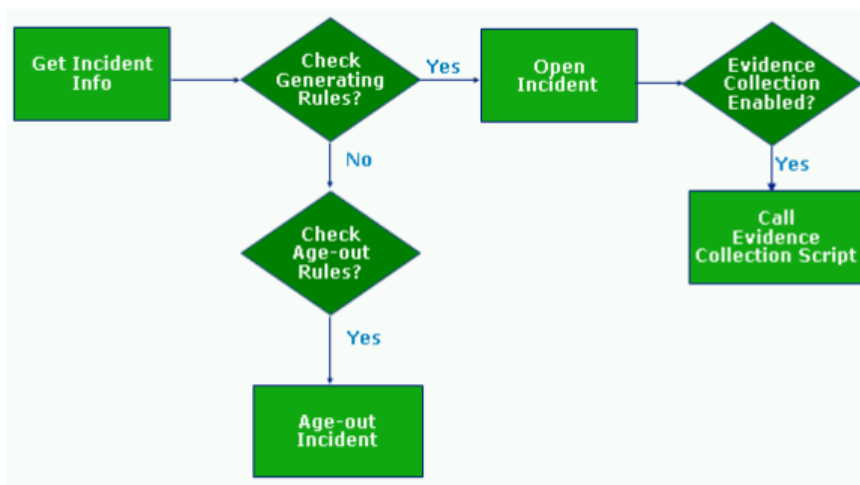 Get Incident
Info
Check
Generating
Rules?
Yes
Open
Incident
Evidence
Collection
Enabled?
No
Yes
Check
Age-out
Rules?
Call
Evidence
Collection Script
Yes
Age-out
Incident